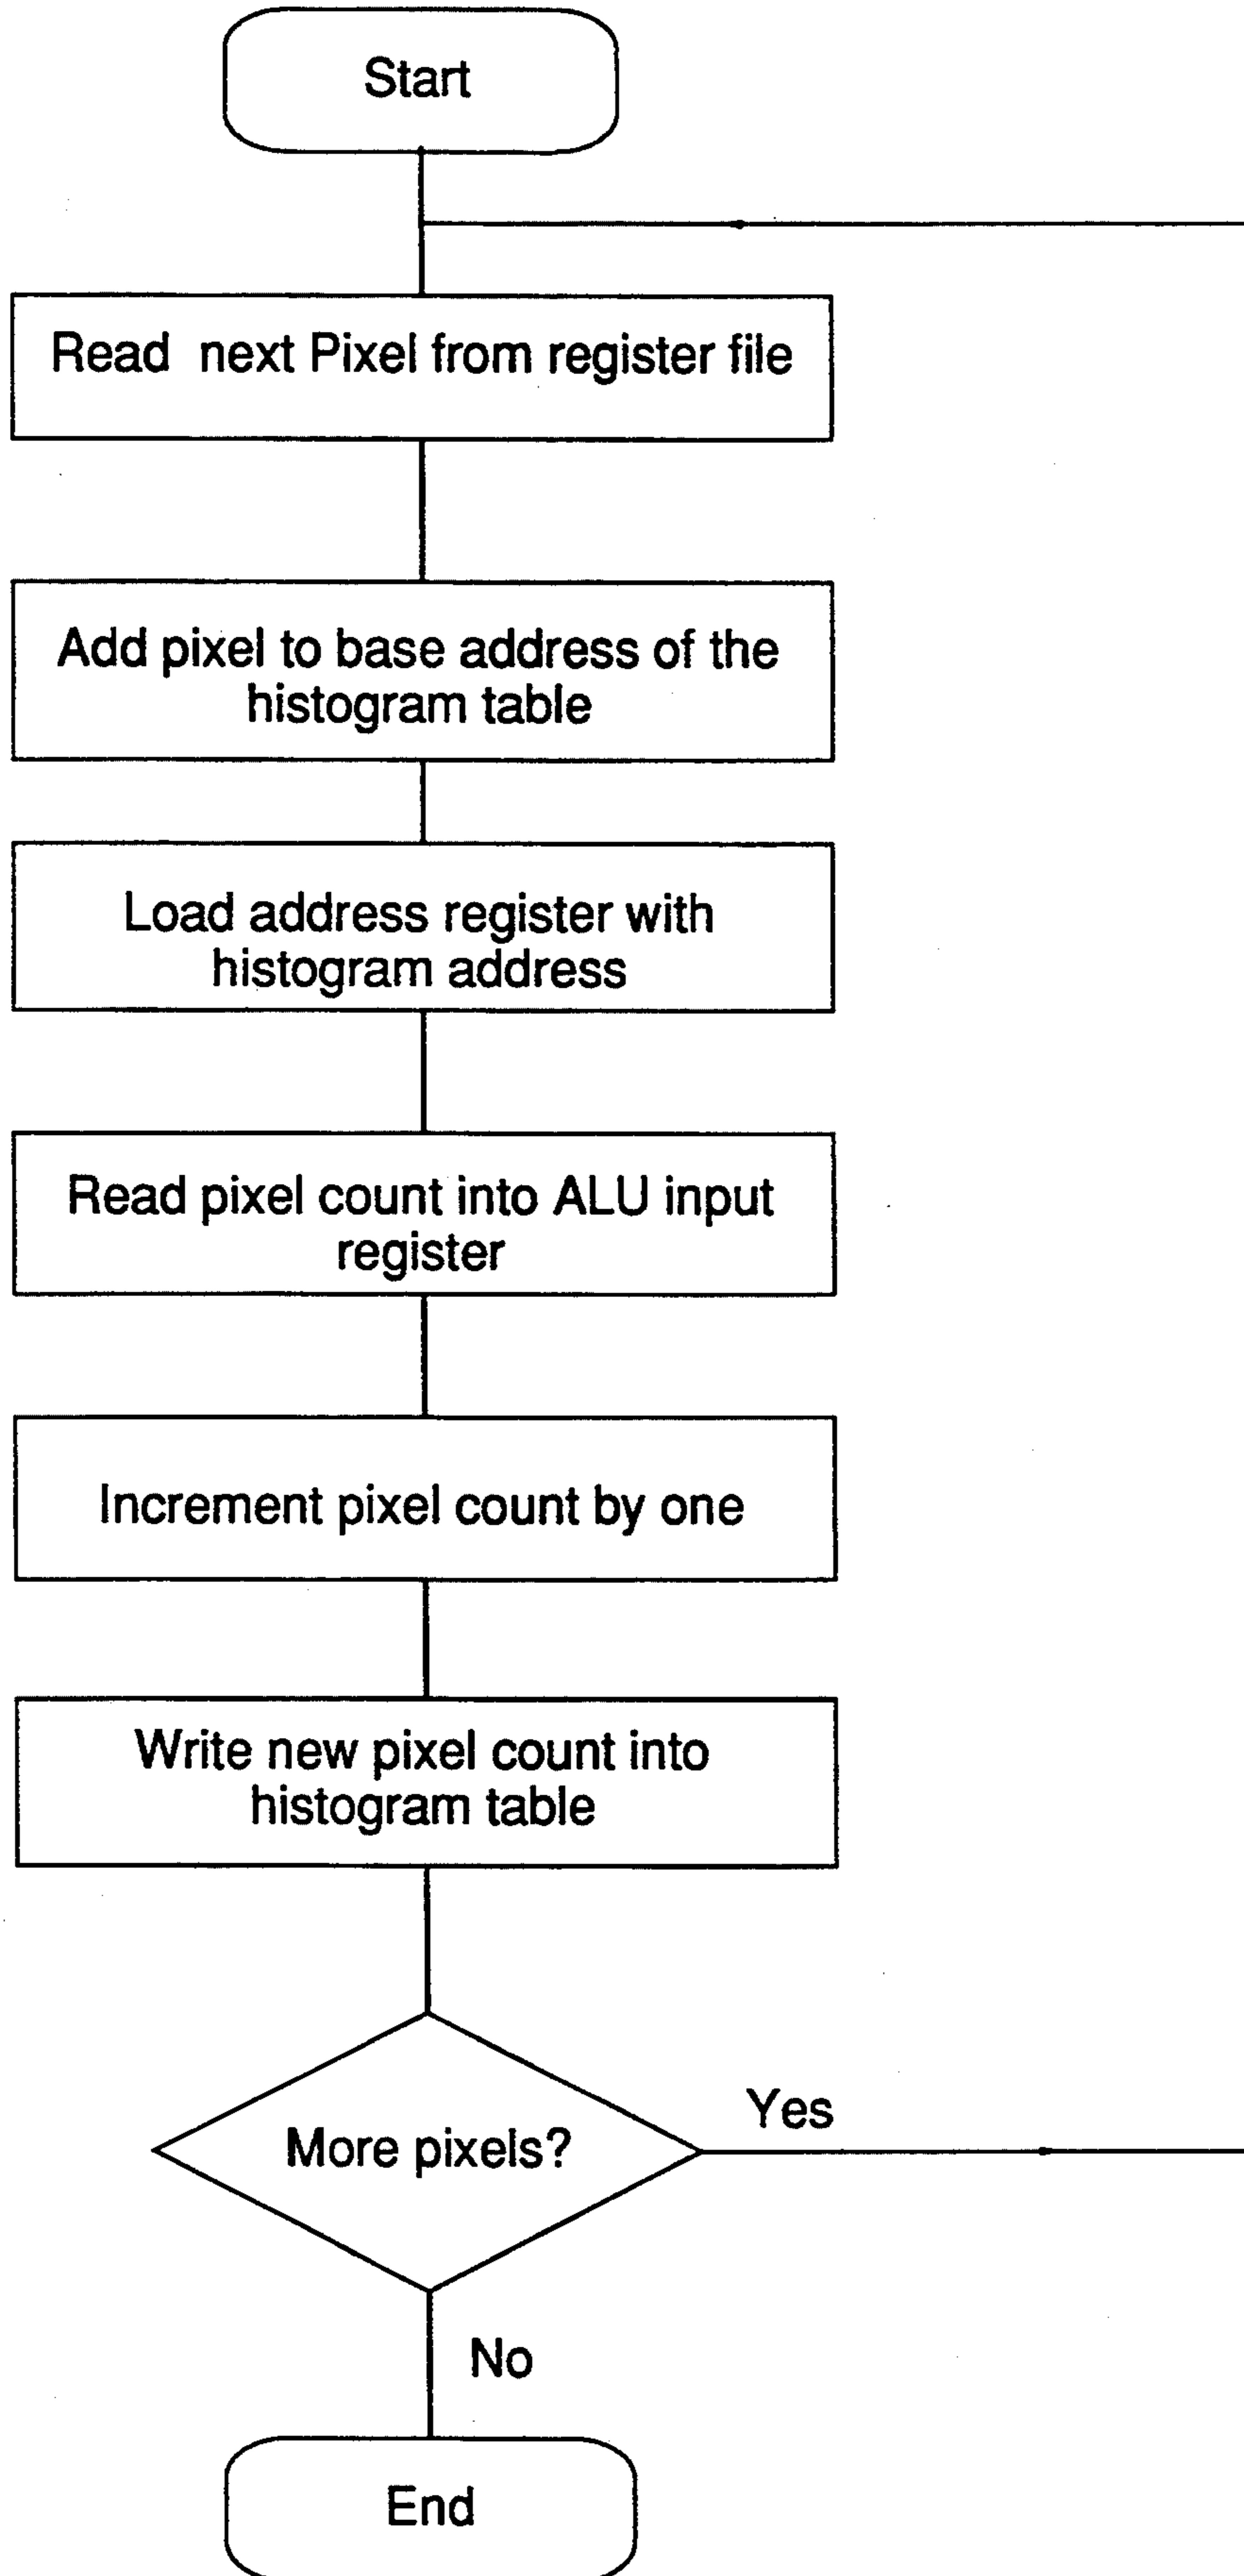 Start
Read next Pixel from register file
Add pixel to base address of the
histogram table
Load address register with
histogram address
Read pixel count into ALU input
register
Increment pixel count by one
Write new pixel count into
histogram table
More pixels?
Yes
No
End